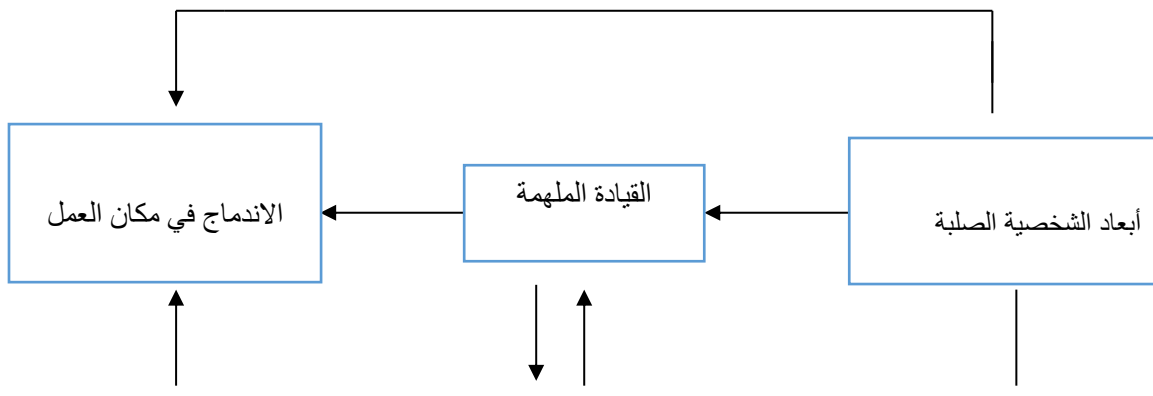 أبعاد الشخصية الصلبة
القيادة الملهمة
الاندماج في مكان العمل